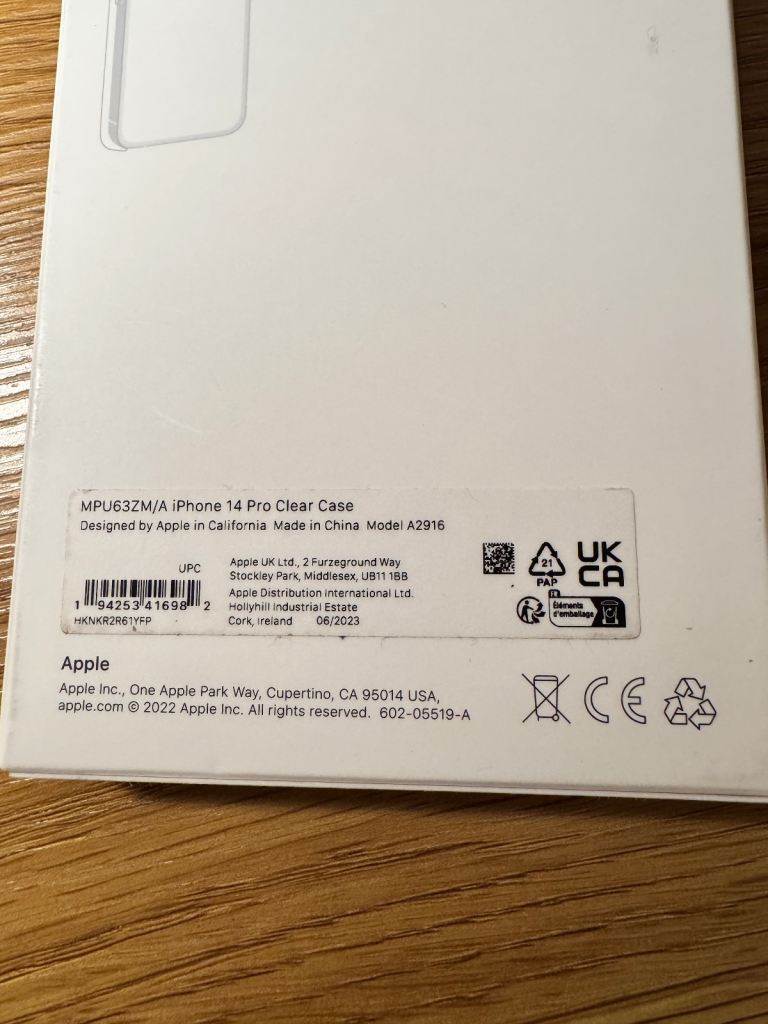 MPU63ZM/A iPhone 14 Pro Clear Case
Designed by Apple in California Made in China Model A2916
UPC
1 94253 41698 2
HKNKR2R61YFP
Apple UK Ltd., 2 Furzeground Way
Stockley Park, Middlesex, UB11 1BB
Apple Distribution International Ltd.
Hollyhill Industrial Estate
Cork, Ireland 06/2023
21
PAP
UK
CA
FR
Éléments
d'emballage
Apple
Apple Inc., One Apple Park Way, Cupertino, CA 95014 USA,
apple.com © 2022 Apple Inc. All rights reserved. 602-05519-A
CE